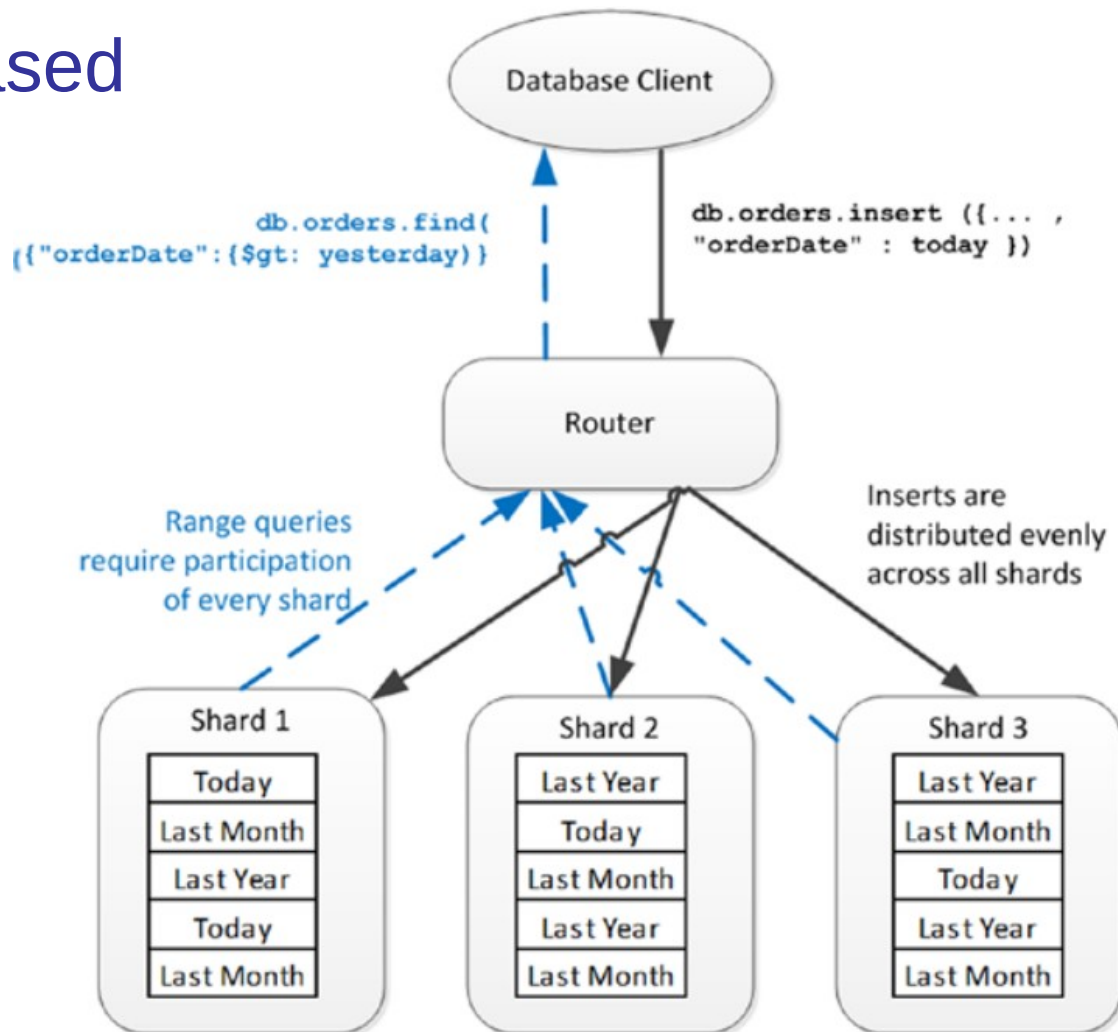 ased
Database Client
db.orders.find(
({"orderDate":{$gt: yesterday)}
db.orders.insert ({... ,
"orderDate" : today })
Router
Range queries
require participation
of every shard
Inserts are
distributed evenly
across all shards
Shard 1
Today
Last Month
Last Year
Today
Last Month
Shard 2
Last Year
Today
Last Month
Last Year
Last Month
Shard 3
Last Year
Last Month
Today
Last Year
Last Month